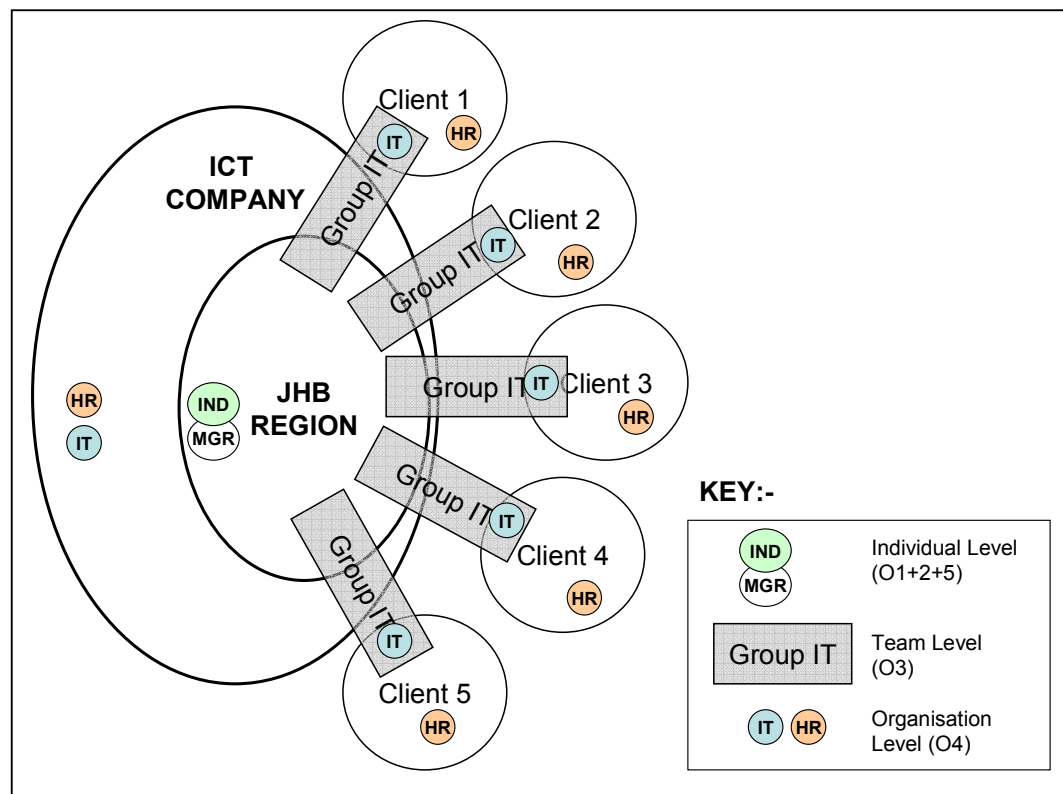 Client 1
IT
HR
Group IT
ICT
COMPANY
Client 2
IT
HR
Group IT
Client 3
IT
HR
Group IT
JHB
REGION
HR
IT
IND
MGR
Group IT
IT
Client 4
HR
Group IT
IT
Client 5
HR
KEY:-
IND
MGR
Individual Level
(O1+2+5)
Group IT
Team Level
(O3)
IT HR
Organisation
Level (O4)